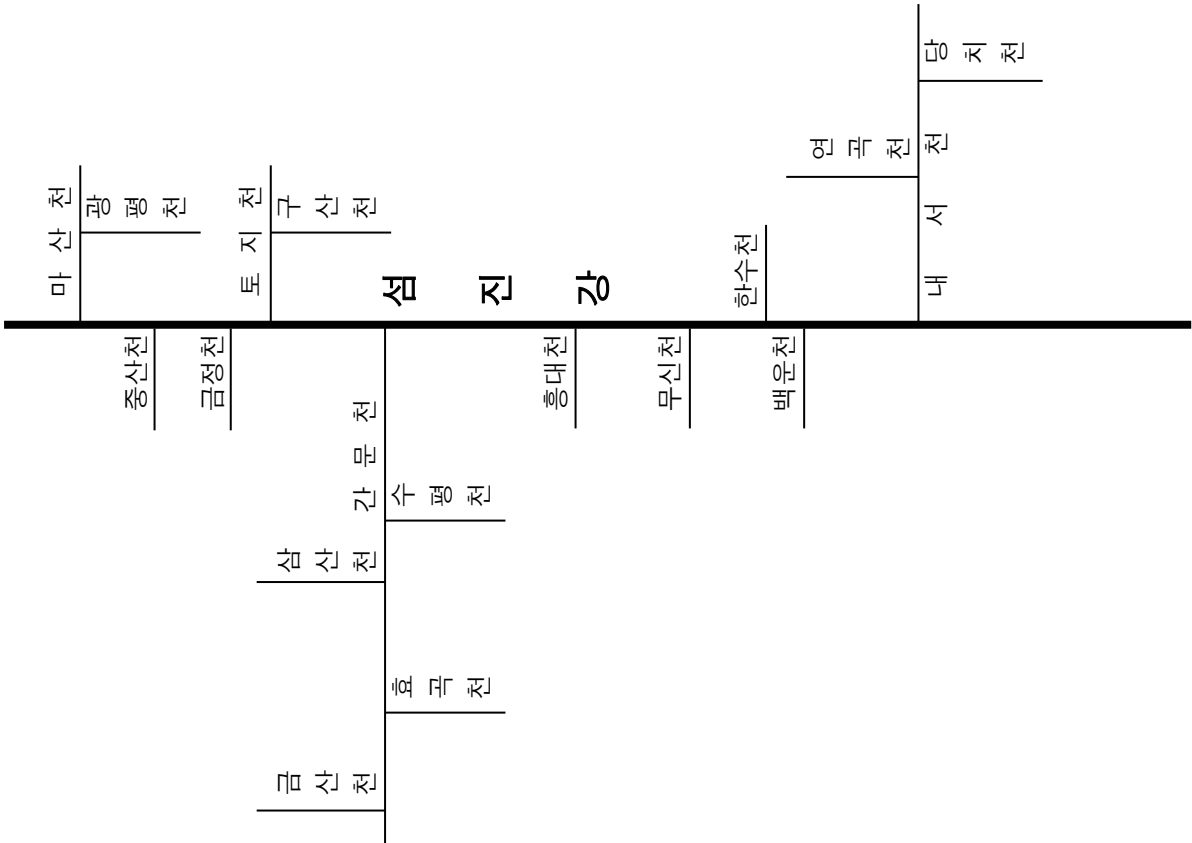 마산천
광평천
토지천
구산천
섬진강
한수천
연곡천
내서천
당치천
중산천
금정천
간문천
수평천
삼산천
효곡천
금산천
흥대천
무신천
백운천